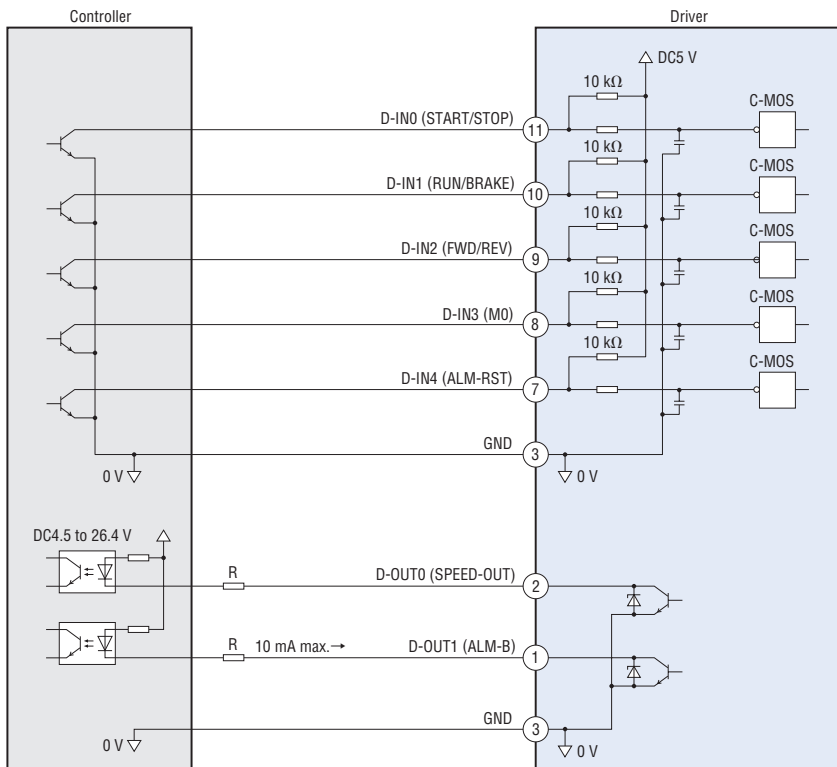 Controller
Driver
DC5 V
10 kΩ
C-MOS
D-IN0 (START/STOP)
11
10 kΩ
C-MOS
D-IN1 (RUN/BRAKE)
10
10 kΩ
C-MOS
D-IN2 (FWD/REV)
9
10 kΩ
C-MOS
D-IN3 (M0)
8
10 kΩ
C-MOS
D-IN4 (ALM-RST)
7
GND
3
0 V
0 V
DC4.5 to 26.4 V
R
D-OUT0 (SPEED-OUT)
2
R
10 mA max.→
D-OUT1 (ALM-B)
1
GND
3
0 V
0 V